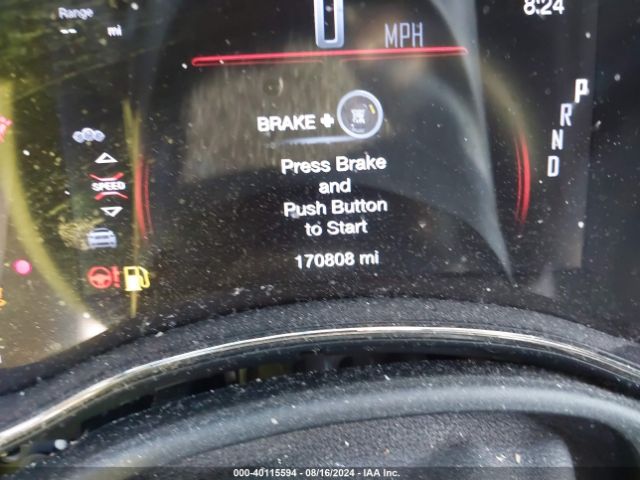 Range
-- mi
0
MPH
8:24
P
R
N
D
BRAKE +
SPEED
Press Brake
and
Push Button
to Start
170808 mi
000-40115594 - 08/16/2024 - IAA Inc.